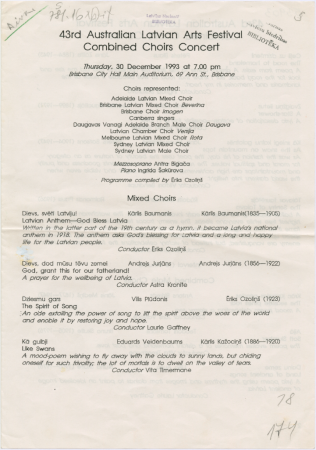 43rd Australian Latvian Arts Festival
Combined Choirs Concert
Thursday, 30 December 1993 at 7.00 pm
Brisbane City Hall Main Auditorium, 69 Ann St., Brisbane
Choirs represented:
Adelaide Latvian Mixed Choir
Brisbane Latvian Mixed Choir Beverīna
Brisbane Choir Imagem
Canberra singers
Daugavas Vanagi Adelaide Branch Male Choir Daugava
Latvian Chamber Choir Venjia
Melbourne Latvian Mixed Choir Rota
Sydney Latvian Mixed Choir
Sydney Latvian Male Choir
Mezzosoprano Antra Bigača
Piano Ingrīda Šakūrova
Programme compiled by Ēriks Ozoliņš
Mixed Choirs
Dievs, svētī Latviju! Kārlis Baumanis Kārlis Baumanis(1835—1905)
Latvian Anthem—God Bless Latvia
Written in the latter part of the 19th century as a hymn, it became Latvia's national
anthem in 1918. The anthem asks God's blessing for Latvia and a long and happy
life for the Latvian people.
Conductor Ēriks Ozoliņš
Dievs, dod mūsu tēvu zemei Andrejs Jurjāns Andrejs Jurjāns (1856—1922)
God, grant this for our fatherland!
A prayer for the wellbeing of Latvia.
Conductor Astra Kronīte
Dziesmu gars Vilis Plūdonis Ēriks Ozoliņš (1923)
The Spirit of Song
An ode extolling the power of song to lift the spirit above the woes of the world
and enable it by restoring joy and hope.
Conductor Laurie Gaffney
Kā gulbji Eduards Veidenbaums Kārlis Kažociņš (1886—1920)
Like Swans
A mood-poem wishing to fly away with the clouds to sunny lands, but chiding
oneself for such triviality; the lot of mortals is to dwell on the valley of tears.
Conductor Vita Timermane
78
174